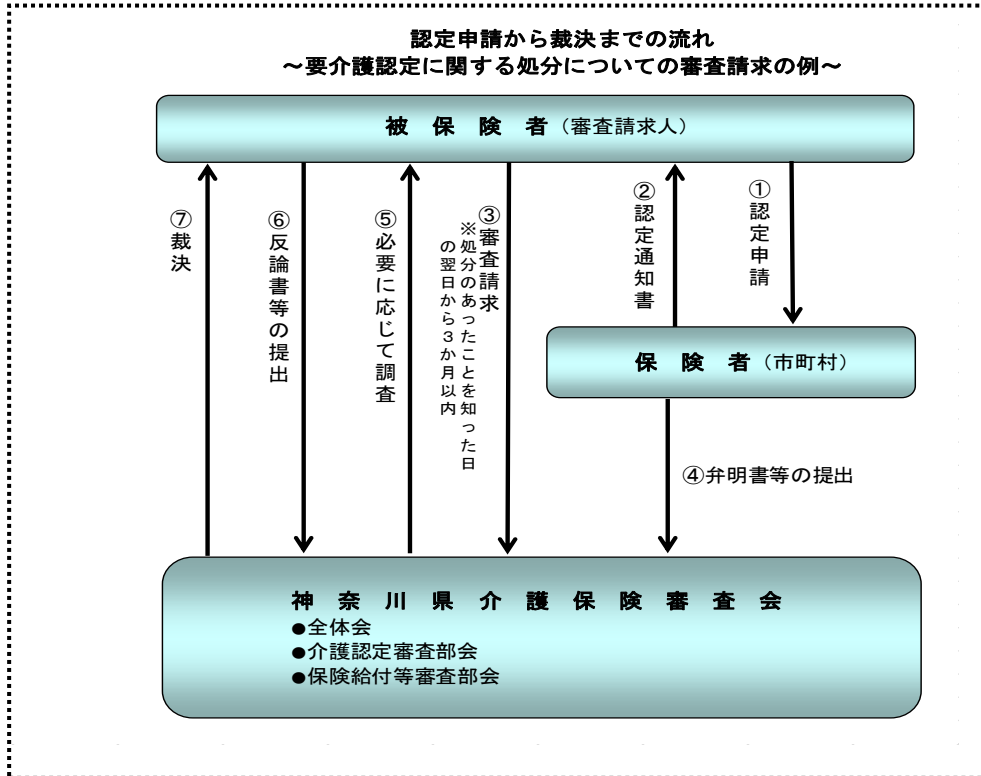 認定申請から裁決までの流れ
～要介護認定に関する処分についての審査請求の例～
被保険者（審査請求人）
①認定申請
②認定通知書
③審査請求
※処分のあったことを知った日
の翌日から３か月以内
⑤必要に応じて調査
⑥反論書等の提出
⑦裁決
保険者（市町村）
④弁明書等の提出
神奈川県介護保険審査会
●全体会
●介護認定審査部会
●保険給付等審査部会